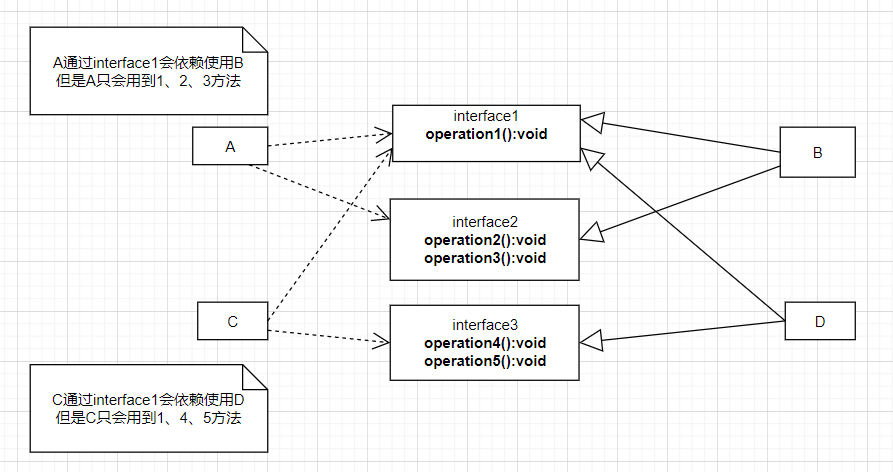 A通过interface1会依赖使用B
但是A只会用到1、2、3方法
interface1
operation1():void
A
B
interface2
operation2():void
operation3():void
C
interface3
operation4():void
operation5():void
D
C通过interface1会依赖使用D
但是C只会用到1、4、5方法